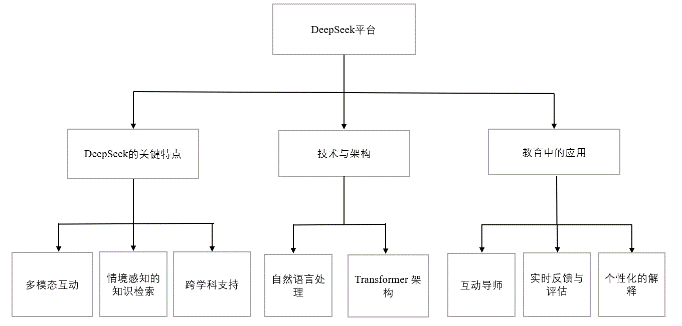 DeepSeek平台
DeepSeek的关键特点
技术与架构
教育中的应用
多模态互动
情境感知的
知识检索
跨学科支持
自然语言处
理
Transformer 架
构
互动导师
实时反馈与
评估
个性化的解
释